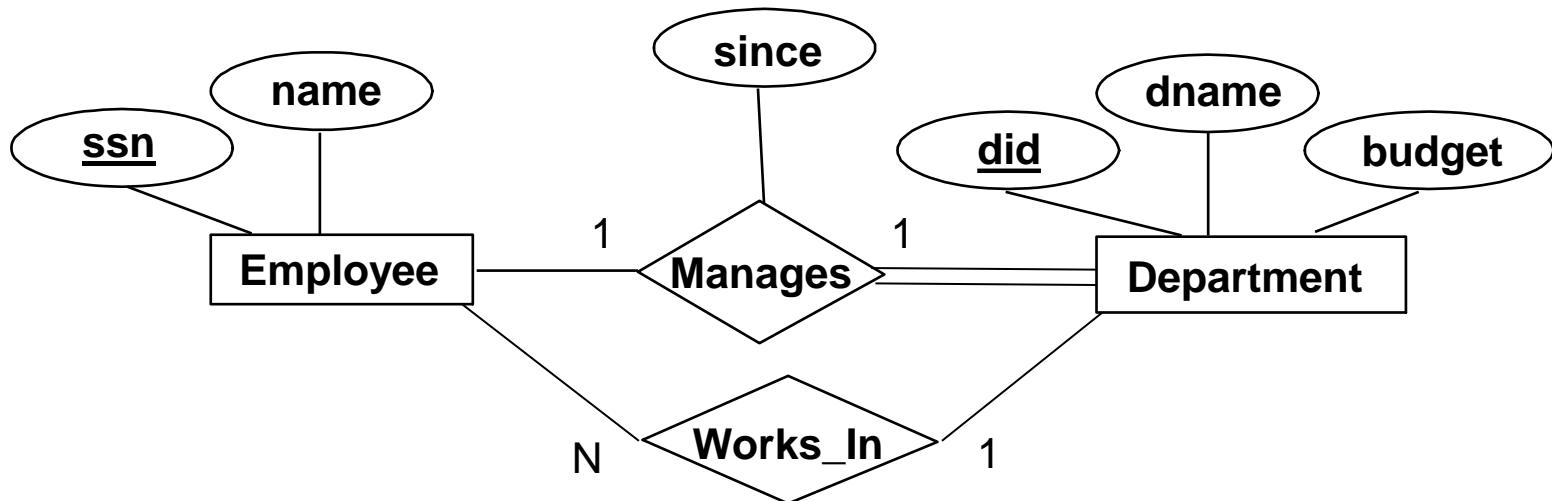 since
name
dname
ssn
did
budget
1
1
Employee
Manages
Department
N
Works_In
1